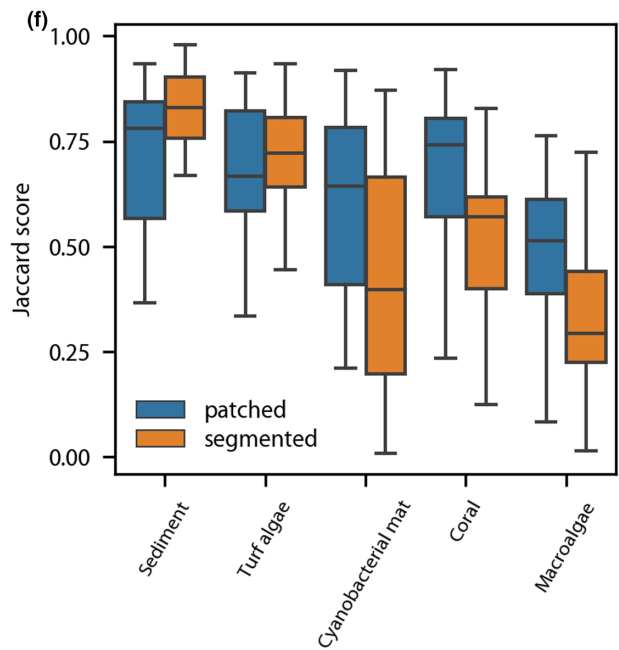 (f)
1.00
0.75
0.50
0.25
0.00
Jaccard score
patched
segmented
Sediment
Turf algae
Cyanobacterial mat
Coral
Macroalgae